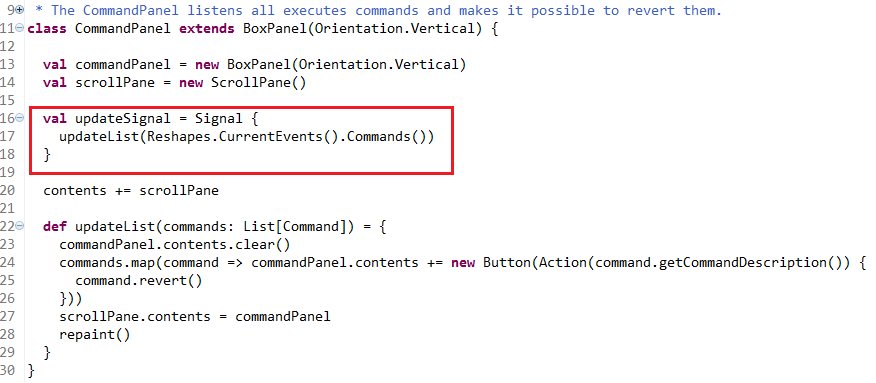 9 * The CommandPanel listens all executes commands and makes it possible to revert them.
11 class CommandPanel extends BoxPanel(Orientation.Vertical) {
12
13   val commandPanel = new BoxPanel(Orientation.Vertical)
14   val scrollPane = new ScrollPane()
15
16   val updateSignal = Signal {
17     updateList(Reshapes.CurrentEvents().Commands())
18   }
19
20   contents += scrollPane
21
22   def updateList(commands: List[Command]) = {
23     commandPanel.contents.clear()
24     commands.map(command => commandPanel.contents += new Button(Action(command.getCommandDescription()) {
25       command.revert()
26     }))
27     scrollPane.contents = commandPanel
28     repaint()
29   }
30 }